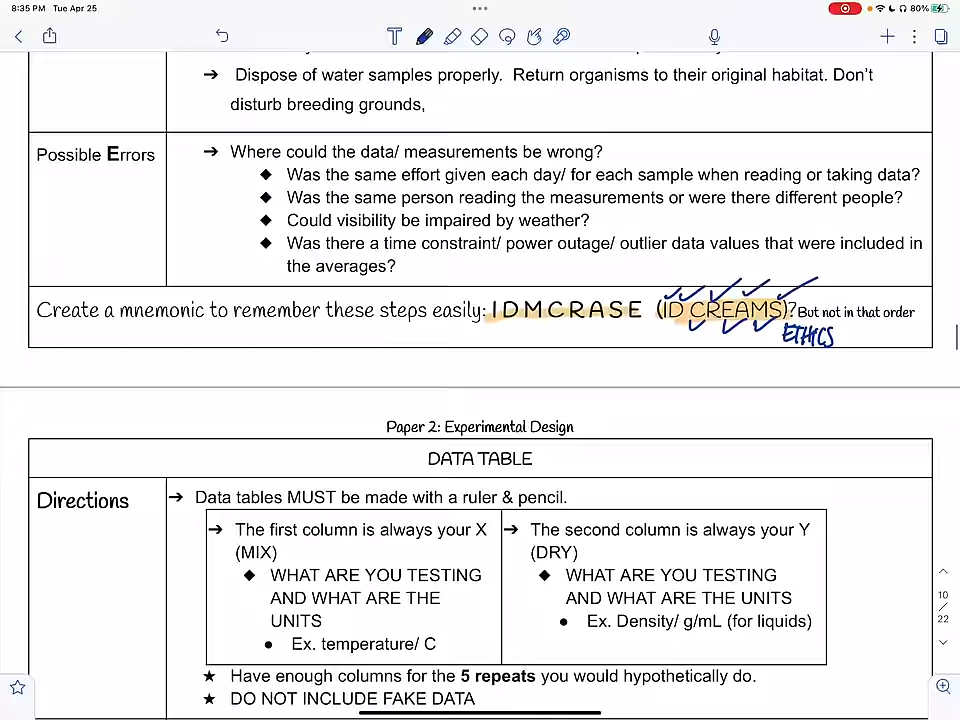 8:35 PM Tue Apr 25
80%
➔ Dispose of water samples properly. Return organisms to their original habitat. Don't
disturb breeding grounds,
Possible Errors
➔ Where could the data/ measurements be wrong?
◆ Was the same effort given each day/ for each sample when reading or taking data?
◆ Was the same person reading the measurements or were there different people?
◆ Could visibility be impaired by weather?
◆ Was there a time constraint/ power outage/ outlier data values that were included in
the averages?
Create a mnemonic to remember these steps easily: I D M C R A S E (ID CREAMS)? But not in that order
ETHICS
Paper 2: Experimental Design
DATA TABLE
Directions
➔ Data tables MUST be made with a ruler & pencil.
➔ The first column is always your X
(MIX)
◆ WHAT ARE YOU TESTING
AND WHAT ARE THE
UNITS
● Ex. temperature/ C
➔ The second column is always your Y
(DRY)
◆ WHAT ARE YOU TESTING
AND WHAT ARE THE UNITS
● Ex. Density/ g/mL (for liquids)
★ Have enough columns for the 5 repeats you would hypothetically do.
★ DO NOT INCLUDE FAKE DATA
10
/
22